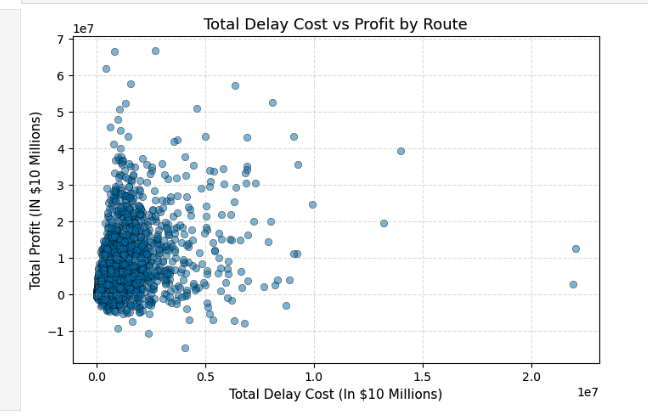 Total Delay Cost vs Profit by Route
1e7
7
6
5
4
3
2
1
0
−1
Total Profit (IN $10 Millions)
0.0 0.5 1.0 1.5 2.0
1e7
Total Delay Cost (In $10 Millions)